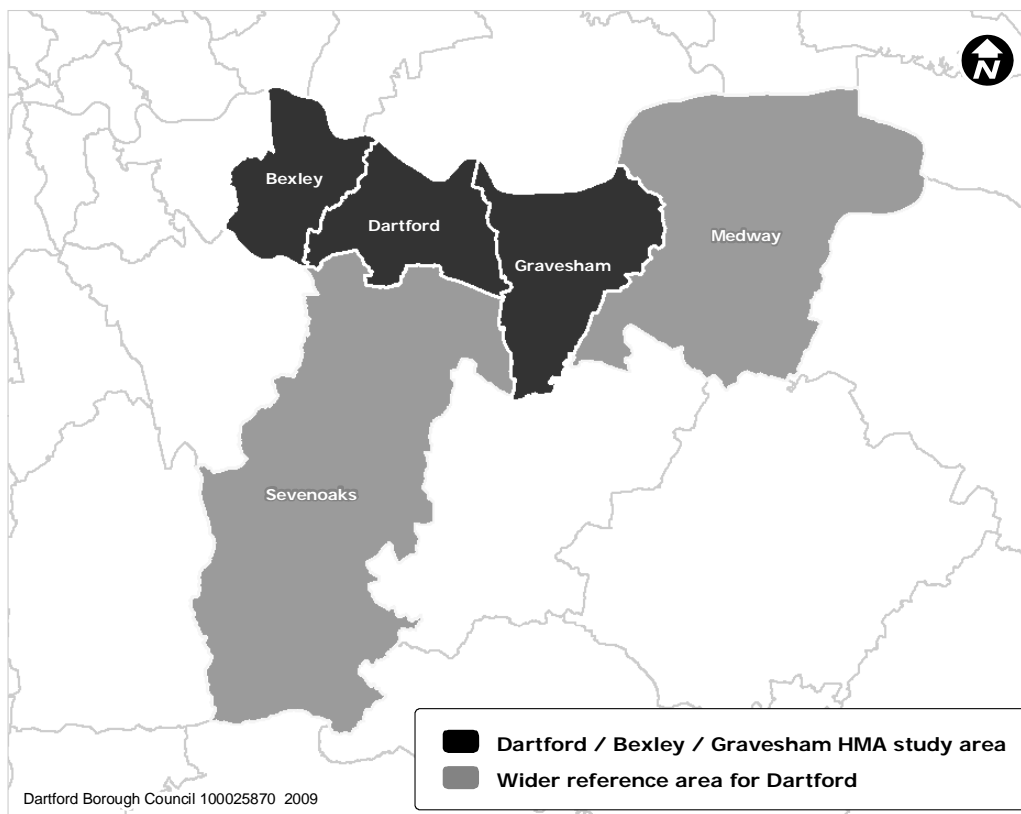 N
Bexley
Dartford
Medway
Gravesham
Sevenoaks
Dartford / Bexley / Gravesham HMA study area
Wider reference area for Dartford
Dartford Borough Council 100025870 2009